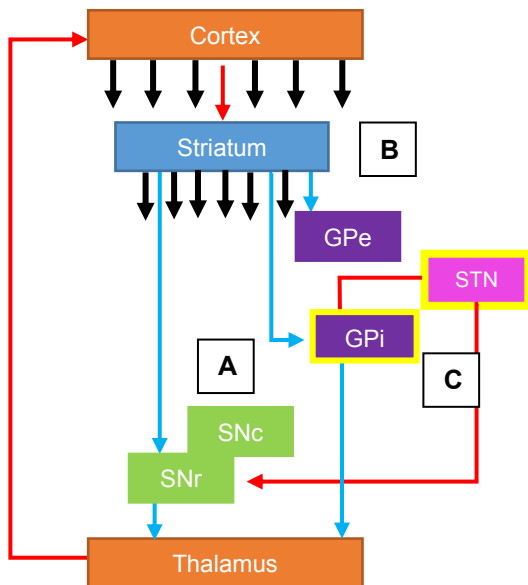 Cortex
Striatum
B
GPe
STN
GPi
A
C
SNc
SNr
Thalamus